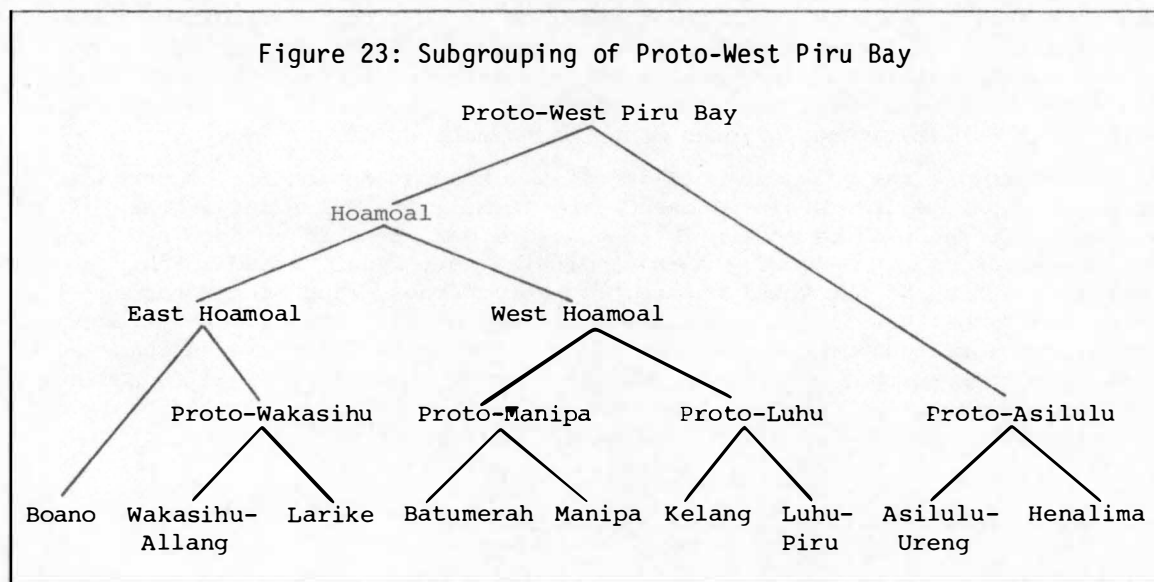 Figure 23: Subgrouping of Proto-West Piru Bay
Proto-West Piru Bay
Hoamoal
East Hoamoal West Hoamoal
Proto-Wakasihu Proto-Manipa Proto-Luhu Proto-Asilulu
Boano Wakasihu- Larike Batumerah Manipa Kelang Luhu- Asilulu- Henalima
Allang Piru Ureng